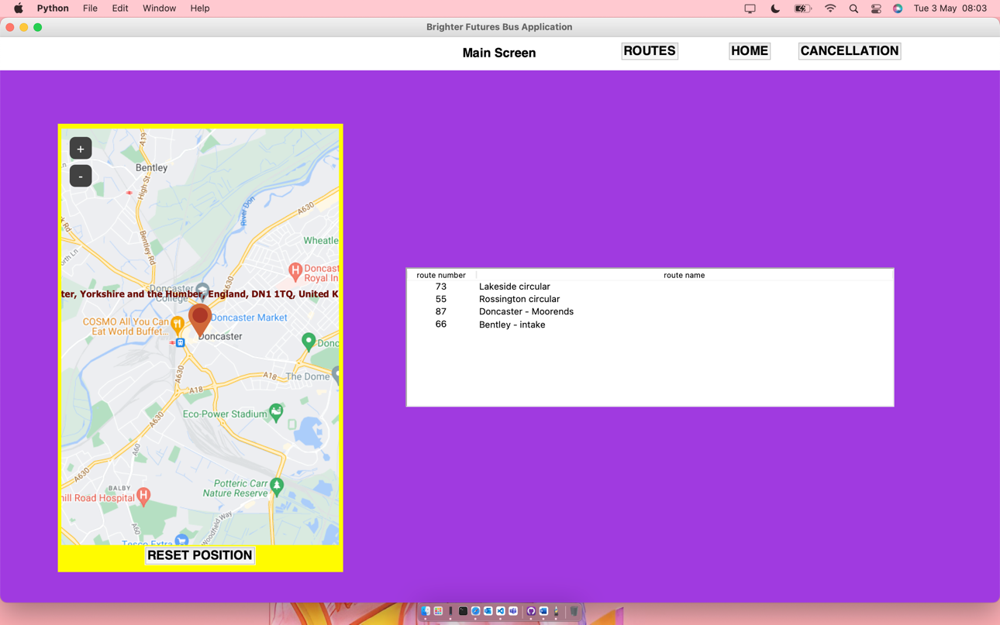 Python File Edit Window Help Tue 3 May 08:03
Brighter Futures Bus Application
Main Screen ROUTES HOME CANCELLATION
+
-
A19
Bentley
High St
River Don
A630
Bentley Rd
Wheatle
A630
Doncast
Royal In
Doncaster
College
ter, Yorkshire and the Humber, England, DN1 1TQ, United K
COSMO All You Can
Eat World Buffet...
Doncaster Market
Doncaster
Donc
The Dome
A630
A18
A18
Eco-Power Stadium
A630
A60
A630
BALBY
Potteric Carr
Nature Reserve
hill Road Hospital
A60
Woodfield Way
Tesco Extra
RESET POSITION
route number route name
73 Lakeside circular
55 Rossington circular
87 Doncaster - Moorends
66 Bentley - intake